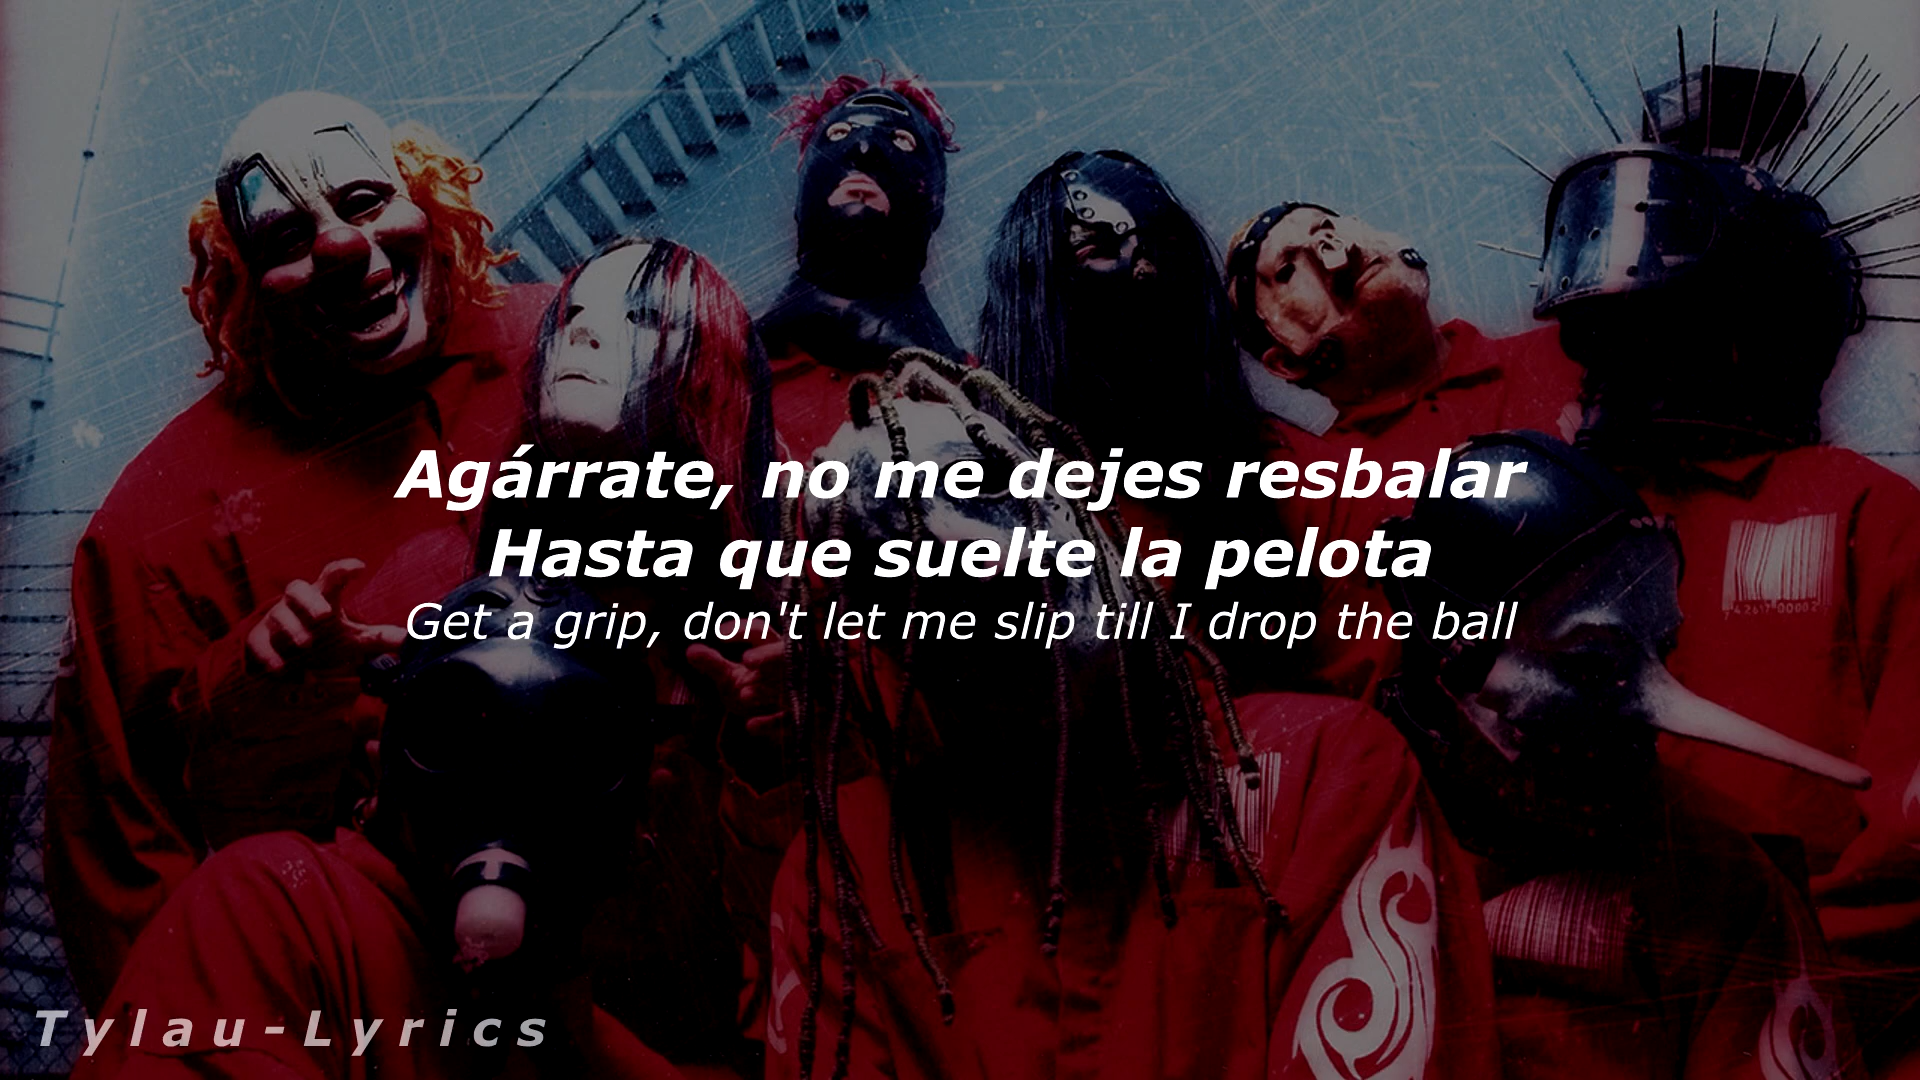 Agárrate, no me dejes resbalar
Hasta que suelte la pelota
Get a grip, don't let me slip till I drop the ball
Tylau-Lyrics